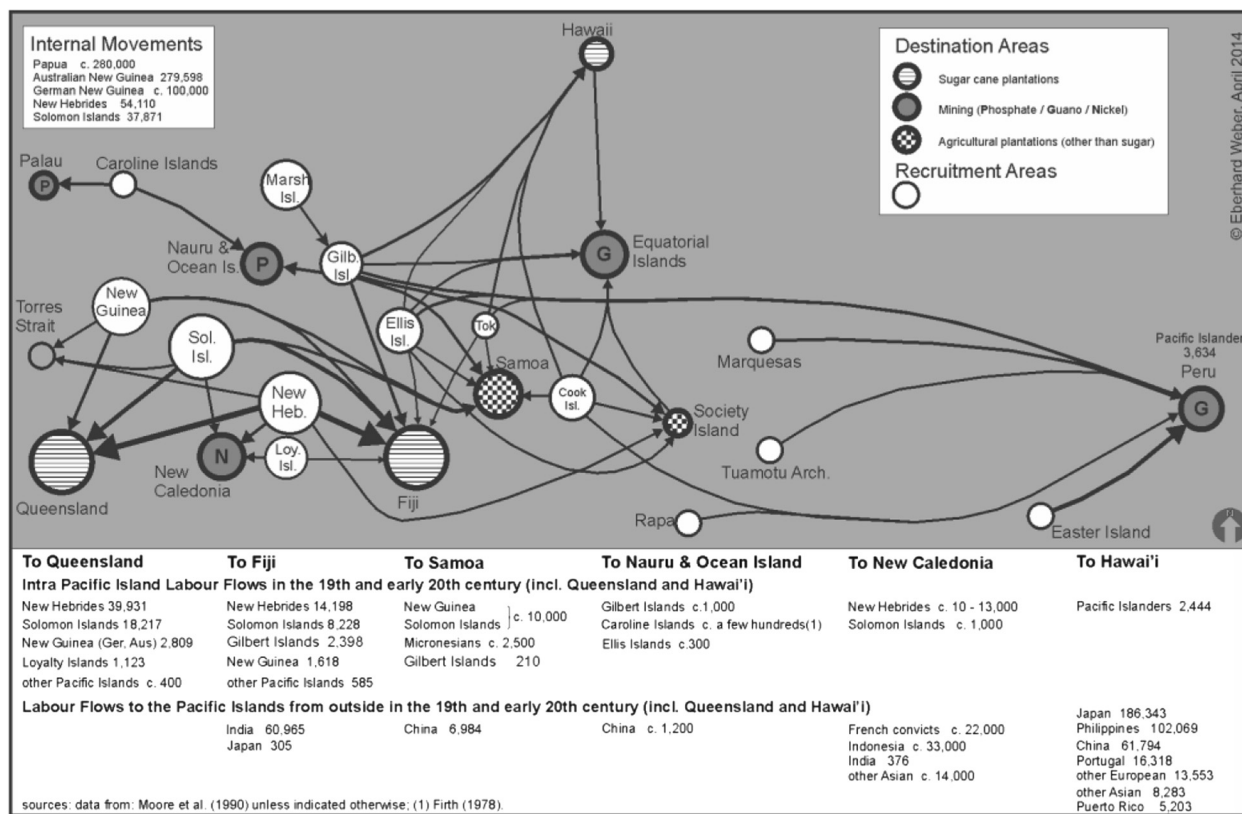 Internal Movements
Papua c. 280,000
Australian New Guinea 279,598
German New Guinea c. 100,000
New Hebrides 54,110
Solomon Islands 37,871
Hawaii
Destination Areas
Sugar cane plantations
Mining (Phosphate / Guano / Nickel)
Agricultural plantations (other than sugar)
Recruitment Areas
© Eberhard Weber, April 2014
Palau
P
Caroline Islands
Marsh
Isl.
Nauru &
Ocean Is.
P
Gilb.
Isl.
G
Equatorial
Islands
New
Guinea
Torres
Strait
Sol.
Isl.
Ellis
Isl.
Tok
Samoa
Marquesas
Pacific Islander
3,634
Peru
G
New
Heb.
Cook
Isl.
Society
Island
Queensland
N
New
Caledonia
Loy.
Isl.
Fiji
Tuamotu Arch.
Rapa
Easter Island
To Queensland To Fiji To Samoa To Nauru & Ocean Island To New Caledonia To Hawai'i
Intra Pacific Island Labour Flows in the 19th and early 20th century (incl. Queensland and Hawai'i)
New Hebrides 39,931
Solomon Islands 18,217
New Guinea (Ger, Aus) 2,809
Loyalty Islands 1,123
other Pacific Islands c. 400
New Hebrides 14,198
Solomon Islands 8,228
Gilbert Islands 2,398
New Guinea 1,618
other Pacific Islands 585
New Guinea
Solomon Islands } c. 10,000
Micronesians c. 2,500
Gilbert Islands 210
Gilbert Islands c.1,000
Caroline Islands c. a few hundreds(1)
Ellis Islands c.300
New Hebrides c. 10 - 13,000
Solomon Islands c. 1,000
Pacific Islanders 2,444
Labour Flows to the Pacific Islands from outside in the 19th and early 20th century (incl. Queensland and Hawai'i)
India 60,965
Japan 305
China 6,984
China c. 1,200
French convicts c. 22,000
Indonesia c. 33,000
India 376
other Asian c. 14,000
Japan 186,343
Philippines 102,069
China 61,794
Portugal 16,318
other European 13,553
other Asian 8,283
Puerto Rico 5,203
sources: data from: Moore et al. (1990) unless indicated otherwise; (1) Firth (1978).